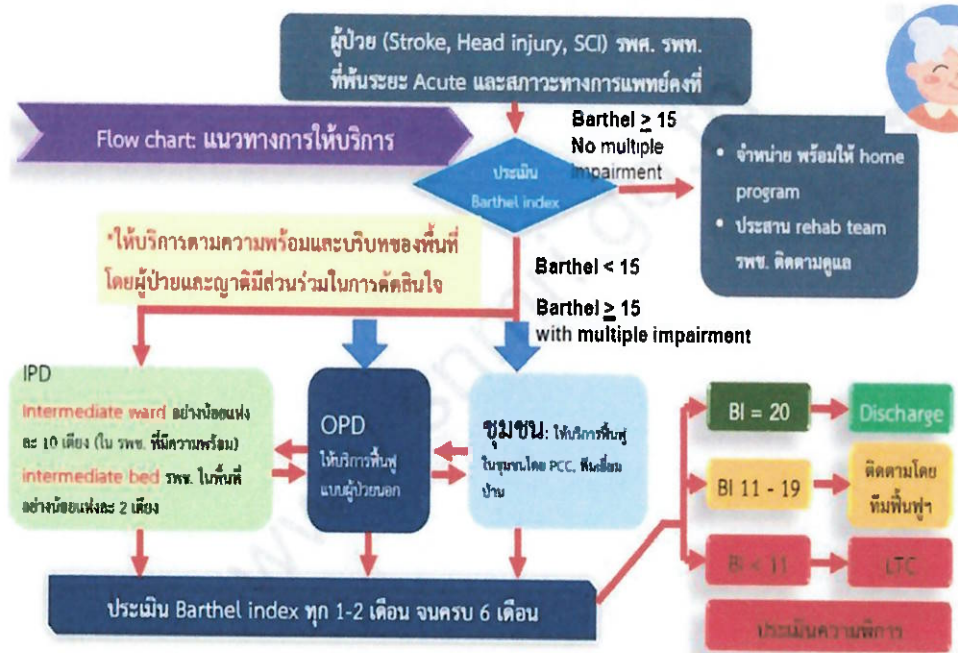 ผู้ป่วย (Stroke, Head injury, SCI) รพศ. รพท.
ที่พ้นระยะ Acute และสภาวะทางการแพทย์คงที่
Flow chart: แนวทางการให้บริการ
Barthel ≥ 15
No multiple
impairment
ประเมิน
Barthel index
• จำหน่าย พร้อมให้ home
program
• ประสาน rehab team
รพช. ติดตามดูแล
*ให้บริการตามความพร้อมและบริบทของพื้นที่
โดยผู้ป่วยและญาติมีส่วนร่วมในการตัดสินใจ
Barthel < 15
Barthel ≥ 15
with multiple impairment
IPD
Intermediate ward อย่างน้อยแห่ง
ละ 10 เตียง (ใน รพช. ที่มีความพร้อม)
intermediate bed รพช. ในพื้นที่
อย่างน้อยแห่งละ 2 เตียง
OPD
ให้บริการฟื้นฟู
แบบผู้ป่วยนอก
ชุมชน: ให้บริการฟื้นฟู
ในชุมชนโดย PCC, ทีมเยี่ยม
บ้าน
BI = 20
Discharge
BI 11 - 19
ติดตามโดย
ทีมฟื้นฟูฯ
BI < 11
LTC
ประเมินความพิการ
ประเมิน Barthel index ทุก 1-2 เดือน จนครบ 6 เดือน